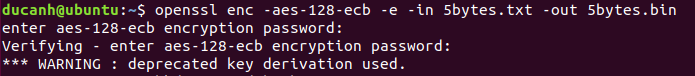 ducanh@ubuntu:~$ openssl enc -aes-128-ecb -e -in 5bytes.txt -out 5bytes.bin
enter aes-128-ecb encryption password:
Verifying - enter aes-128-ecb encryption password:
*** WARNING : deprecated key derivation used.